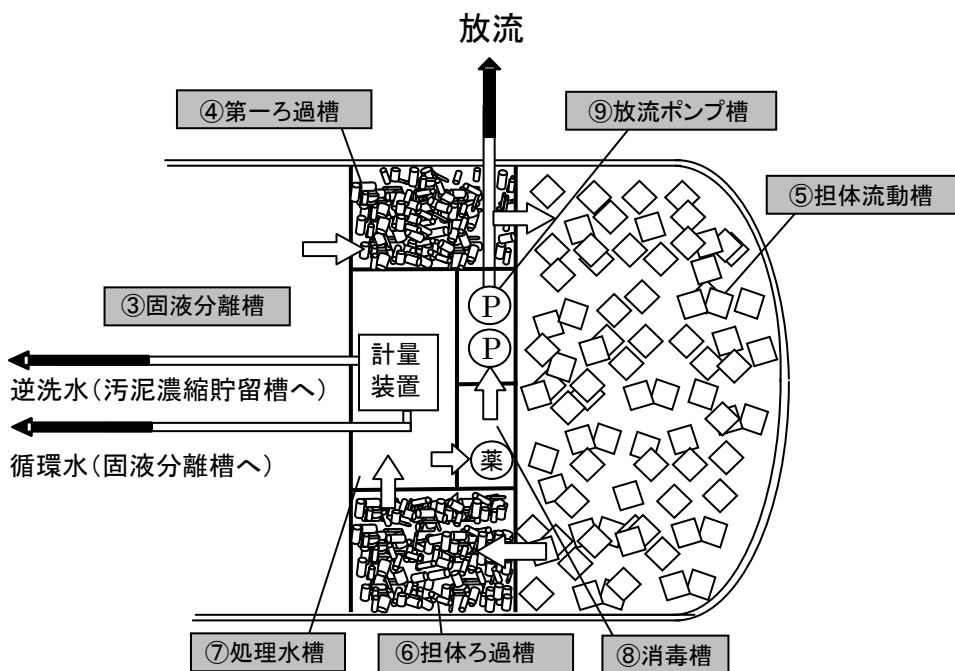 放流
④第一ろ過槽
⑨放流ポンプ槽
⑤担体流動槽
③固液分離槽
P
P
計量
装置
逆洗水(汚泥濃縮貯留槽へ)
循環水(固液分離槽へ)
薬
⑦処理水槽
⑥担体ろ過槽
⑧消毒槽